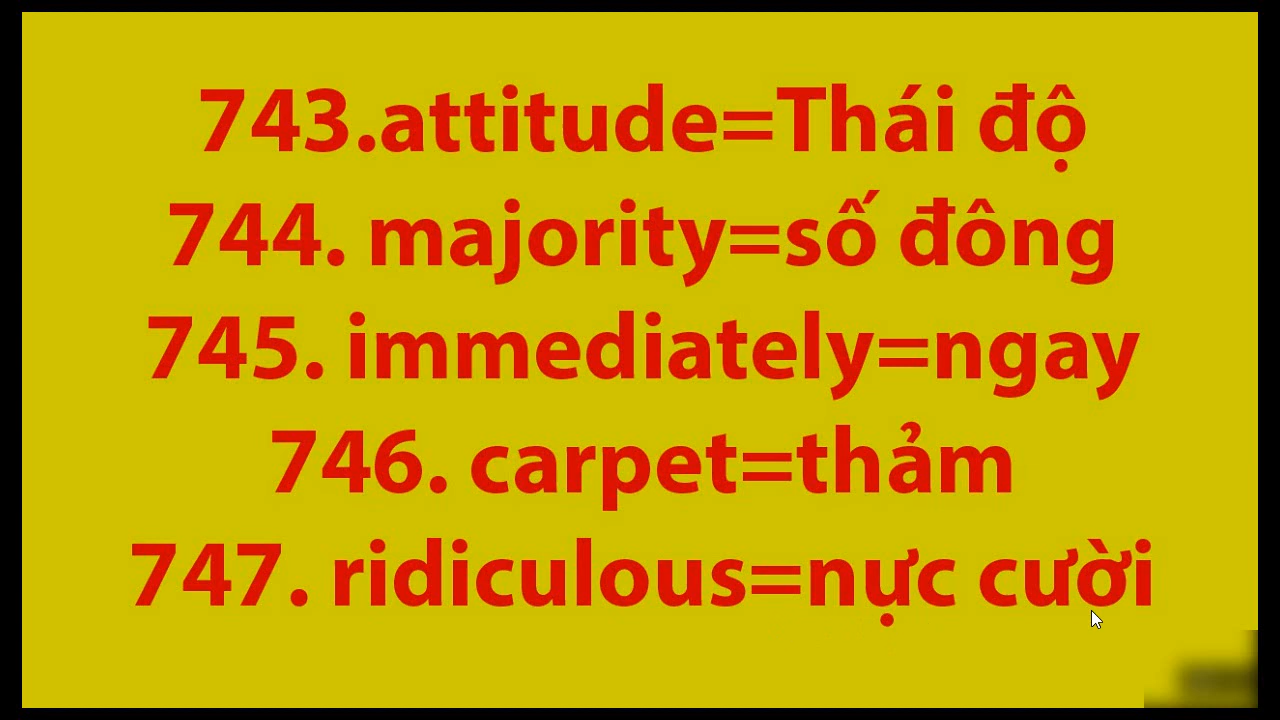 743.attitude=Thái độ
744. majority=số đông
745. immediately=ngay
746. carpet=thảm
747. ridiculous=nực cười